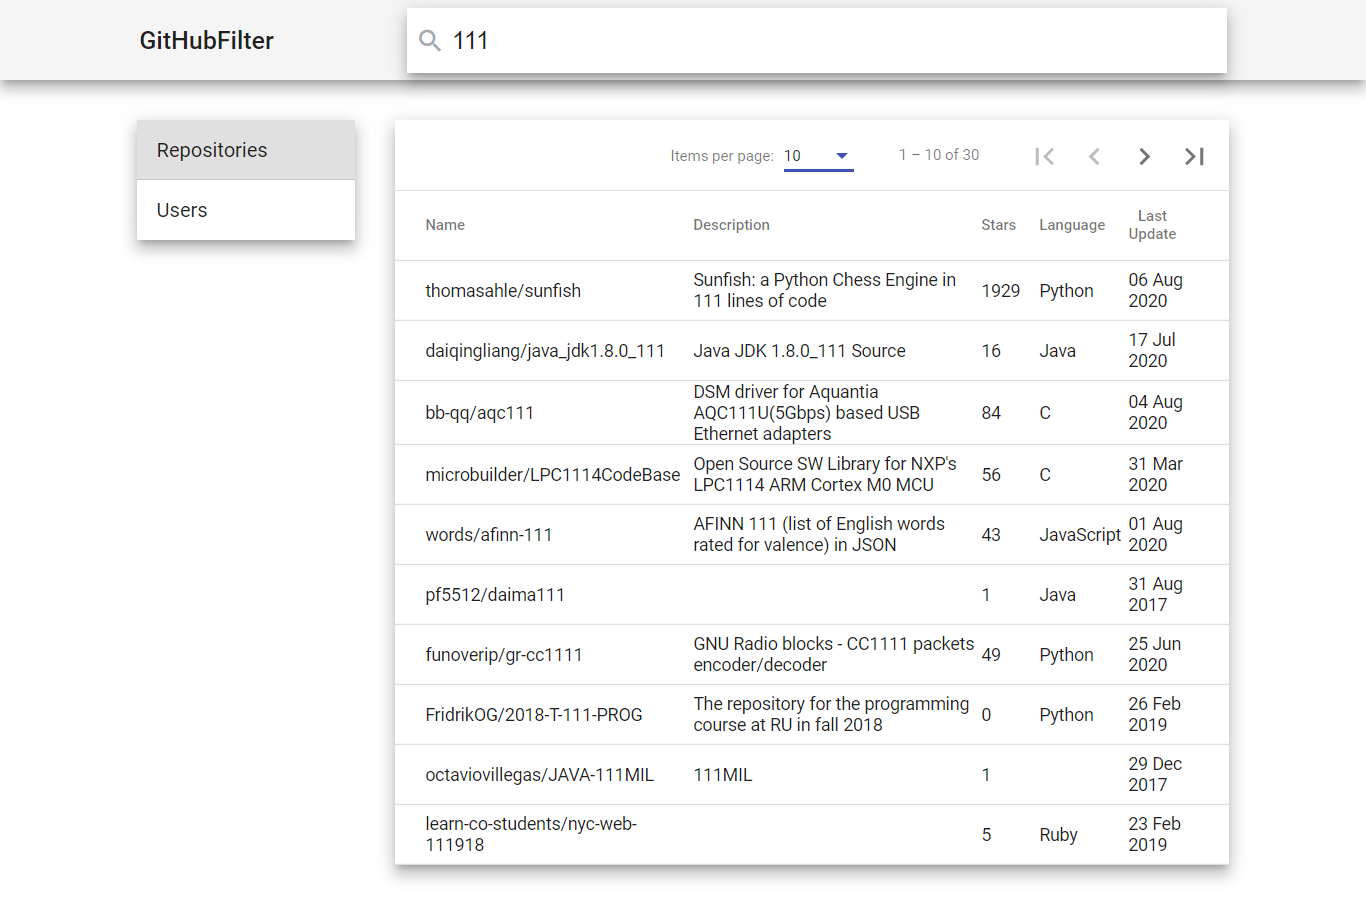 GitHubFilter
111
Repositories
Users
Items per page: 10 1 – 10 of 30
Name Description Stars Language Last
Update
thomasahle/sunfish Sunfish: a Python Chess Engine in
111 lines of code 1929 Python 06 Aug
2020
daiqingliang/java_jdk1.8.0_111 Java JDK 1.8.0_111 Source 16 Java 17 Jul
2020
bb-qq/aqc111 DSM driver for Aquantia
AQC111U(5Gbps) based USB
Ethernet adapters 84 C 04 Aug
2020
microbuilder/LPC1114CodeBase Open Source SW Library for NXP's
LPC1114 ARM Cortex M0 MCU 56 C 31 Mar
2020
words/afinn-111 AFINN 111 (list of English words
rated for valence) in JSON 43 JavaScript 01 Aug
2020
pf5512/daima111 1 Java 31 Aug
2017
funoverip/gr-cc1111 GNU Radio blocks - CC1111 packets
encoder/decoder 49 Python 25 Jun
2020
FridrikOG/2018-T-111-PROG The repository for the programming
course at RU in fall 2018 0 Python 26 Feb
2019
octaviovillegas/JAVA-111MIL 111MIL 1 29 Dec
2017
learn-co-students/nyc-web-
111918 5 Ruby 23 Feb
2019